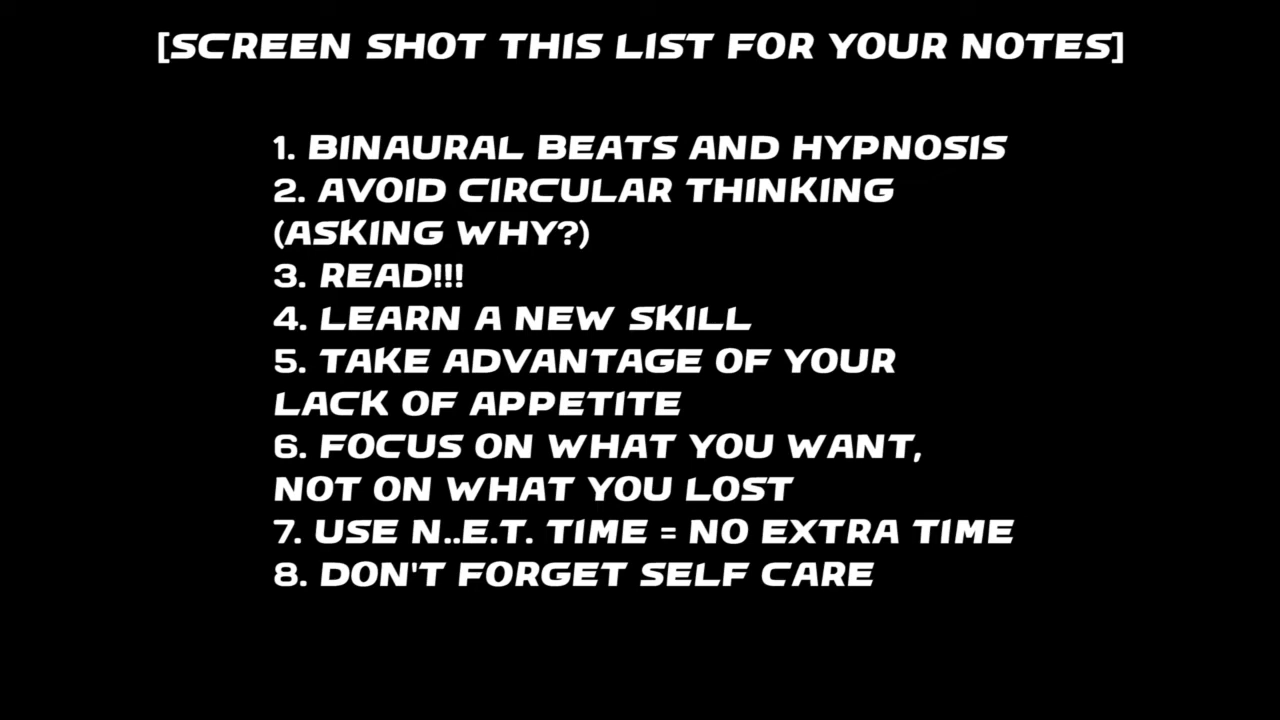 [SCREEN SHOT THIS LIST FOR YOUR NOTES]
1. BINAURAL BEATS AND HYPNOSIS
2. AVOID CIRCULAR THINKING
(ASKING WHY?)
3. READ!!!
4. LEARN A NEW SKILL
5. TAKE ADVANTAGE OF YOUR
LACK OF APPETITE
6. FOCUS ON WHAT YOU WANT,
NOT ON WHAT YOU LOST
7. USE N..E.T. TIME = NO EXTRA TIME
8. DON'T FORGET SELF CARE